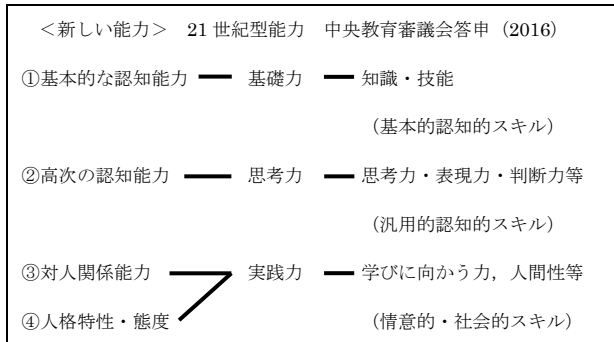 ＜新しい能力＞ 21 世紀型能力 中央教育審議会答申（2016）
①基本的な認知能力 基礎力 知識・技能
（基本的認知的スキル）
②高次の認知能力 思考力 思考力・表現力・判断力等
（汎用的認知的スキル）
③対人関係能力 実践力 学びに向かう力，人間性等
④人格特性・態度 （情意的・社会的スキル）